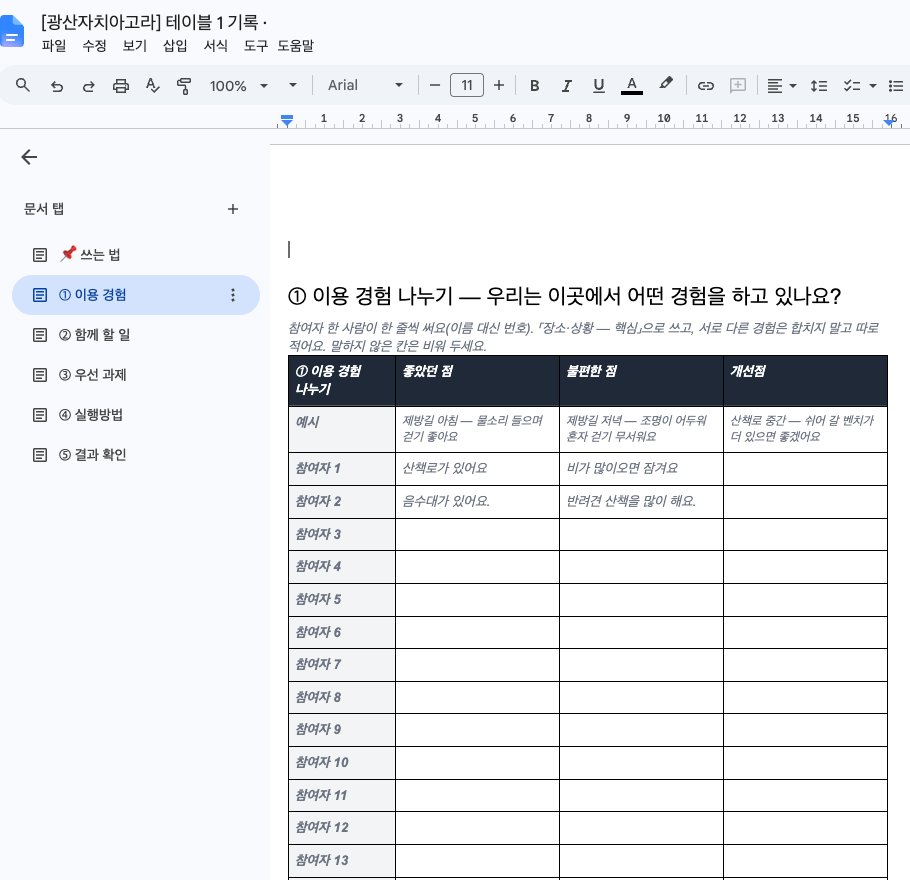 [광산자치아고라] 테이블 1 기록 ·
파일 수정 보기 삽입 서식 도구 도움말
100% Arial 11 B I U A
1 2 3 4 5 6 7 8 9 10 11 12 13 14 15 16
문서 탭
📌 쓰는 법
① 이용 경험
② 함께 할 일
③ 우선 과제
④ 실행방법
⑤ 결과 확인
① 이용 경험 나누기 — 우리는 이곳에서 어떤 경험을 하고 있나요?
참여자 한 사람이 한 줄씩 써요(이름 대신 번호). 「장소·상황 — 핵심」으로 쓰고, 서로 다른 경험은 합치지 말고 따로
적어요. 말하지 않은 칸은 비워 두세요.
① 이용 경험 나누기 좋았던 점 불편한 점 개선점
예시 제방길 아침 — 물소리 들으며 걷기 좋아요 제방길 저녁 — 조명이 어두워 혼자 걷기 무서워요 산책로 중간 — 쉬어 갈 벤치가 더 있으면 좋겠어요
참여자 1 산책로가 있어요 비가 많이오면 잠겨요
참여자 2 음수대가 있어요. 반려견 산책을 많이 해요.
참여자 3
참여자 4
참여자 5
참여자 6
참여자 7
참여자 8
참여자 9
참여자 10
참여자 11
참여자 12
참여자 13